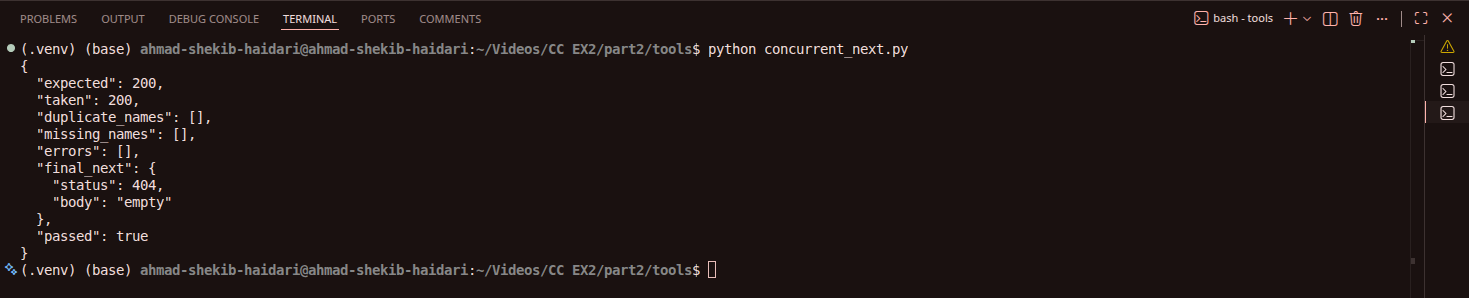 PROBLEMS OUTPUT DEBUG CONSOLE TERMINAL PORTS COMMENTS bash - tools
(.venv) (base) ahmad-shekib-haidari@ahmad-shekib-haidari:~/Videos/CC EX2/part2/tools$ python concurrent_next.py
{
  "expected": 200,
  "taken": 200,
  "duplicate_names": [],
  "missing_names": [],
  "errors": [],
  "final_next": {
    "status": 404,
    "body": "empty"
  },
  "passed": true
}
(.venv) (base) ahmad-shekib-haidari@ahmad-shekib-haidari:~/Videos/CC EX2/part2/tools$